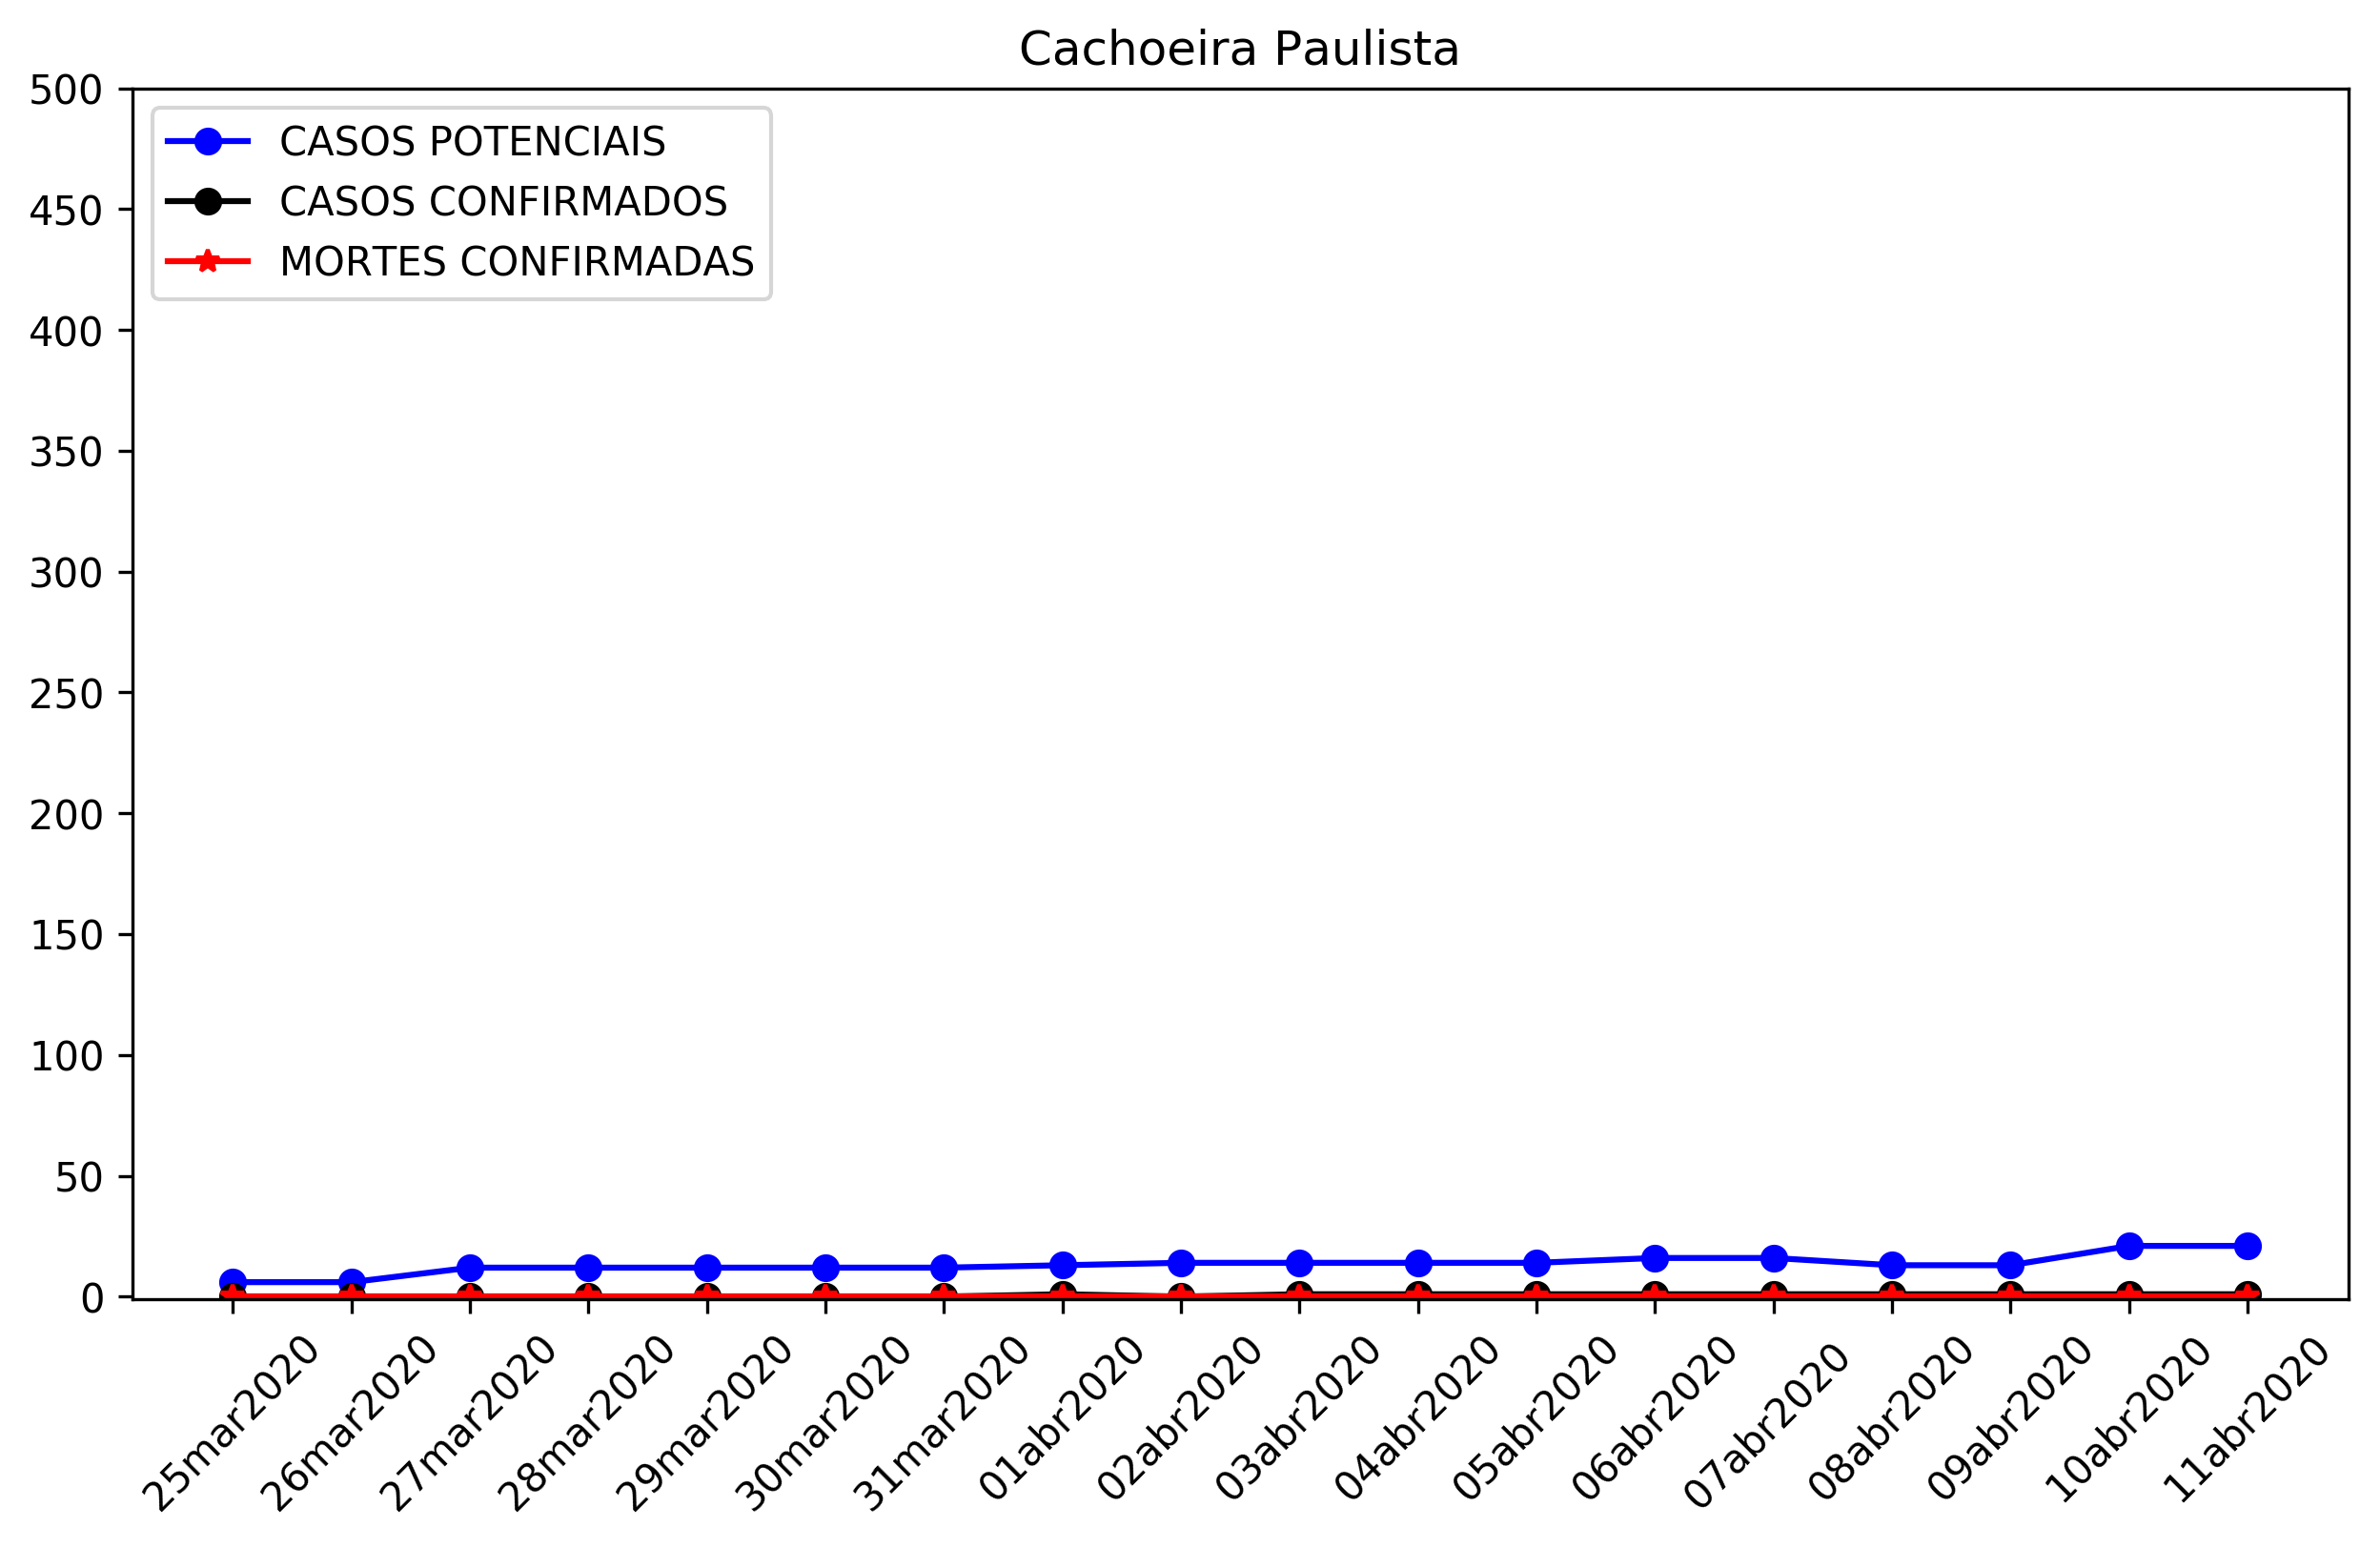 Cachoeira Paulista
CASOS POTENCIAIS
CASOS CONFIRMADOS
MORTES CONFIRMADAS
500
450
400
350
300
250
200
150
100
50
0
25mar2020
26mar2020
27mar2020
28mar2020
29mar2020
30mar2020
31mar2020
01abr2020
02abr2020
03abr2020
04abr2020
05abr2020
06abr2020
07abr2020
08abr2020
09abr2020
10abr2020
11abr2020